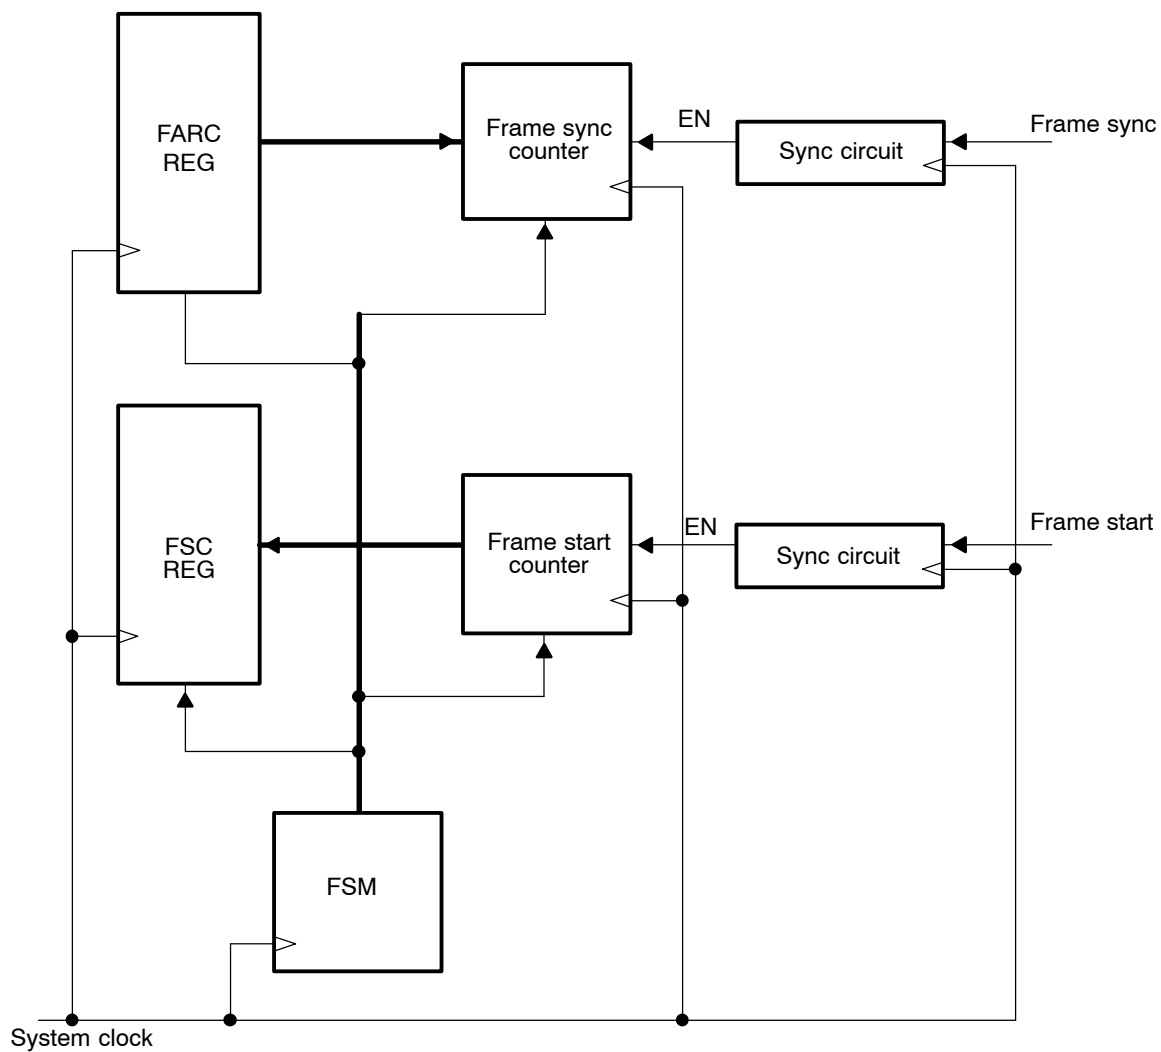 FARC
REG
Frame sync
counter
EN
Sync circuit
Frame sync
FSC
REG
Frame start
counter
EN
Sync circuit
Frame start
FSM
System clock